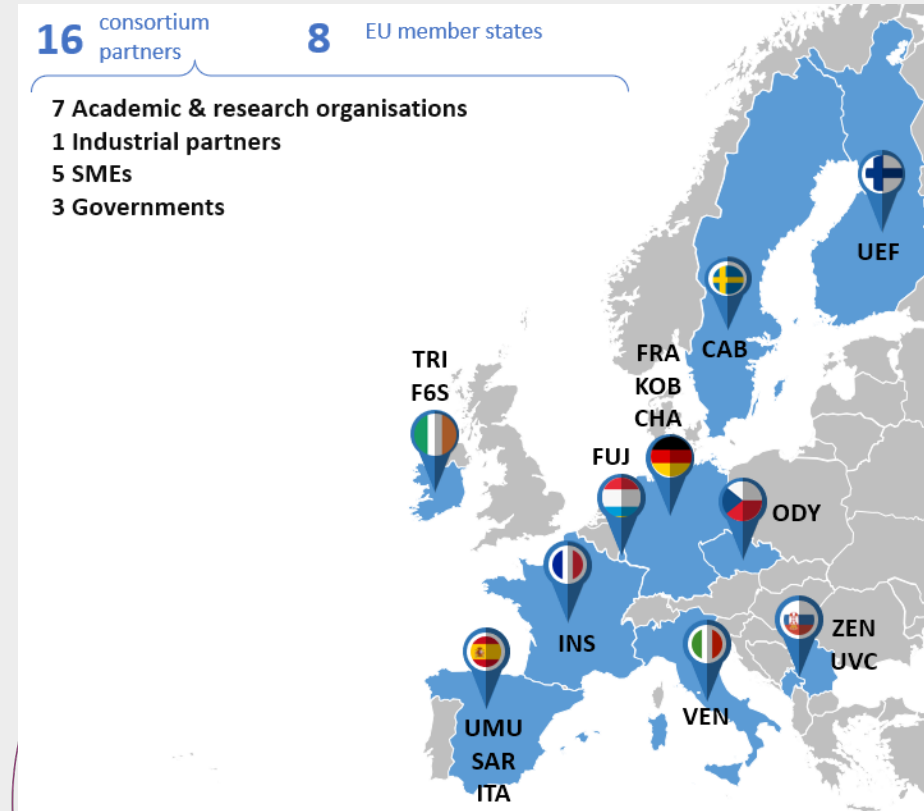 16 consortium
partners
8 EU member states
7 Academic & research organisations
1 Industrial partners
5 SMEs
3 Governments
UEF
CAB
TRI
F6S
FRA
KOB
CHA
FUJ
ODY
INS
ZEN
UVC
VEN
UMU
SAR
ITA